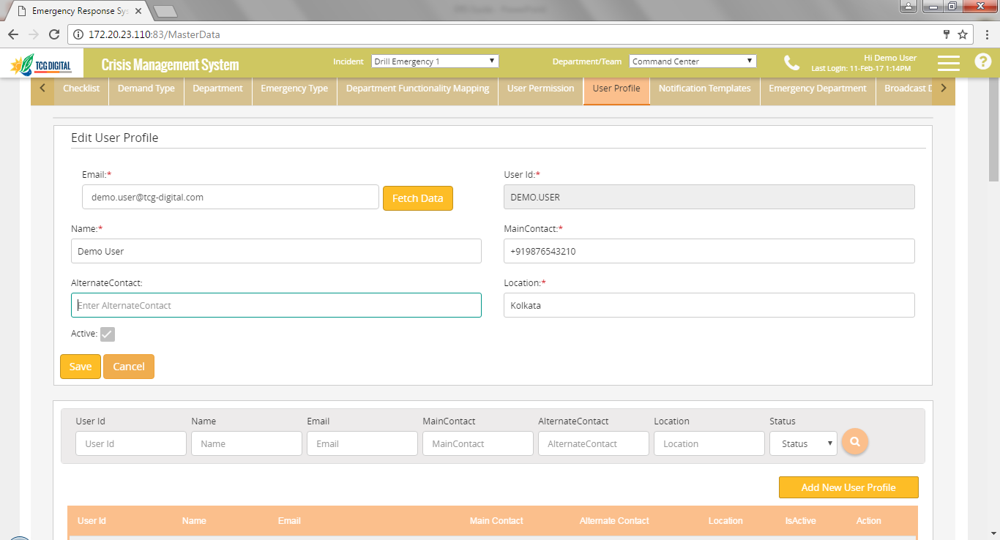 Emergency Response Sys
172.20.23.110:83/MasterData
TCG DIGITAL
Crisis Management System
Incident
Drill Emergency 1
Department/Team
Command Center
Hi Demo User
Last Login: 11-Feb-17 1:14PM
?
Checklist
Demand Type
Department
Emergency Type
Department Functionality Mapping
User Permission
User Profile
Notification Templates
Emergency Department
Broadcast D
Edit User Profile
Email:*
User Id:*
demo.user@tcg-digital.com
Fetch Data
DEMO.USER
Name:*
MainContact:*
Demo User
+919876543210
AlternateContact:
Location:*
Enter AlternateContact
Kolkata
Active:
Save
Cancel
User Id
Name
Email
MainContact
AlternateContact
Location
Status
User Id
Name
Email
MainContact
AlternateContact
Location
Status
Add New User Profile
User Id
Name
Email
Main Contact
Alternate Contact
Location
IsActive
Action